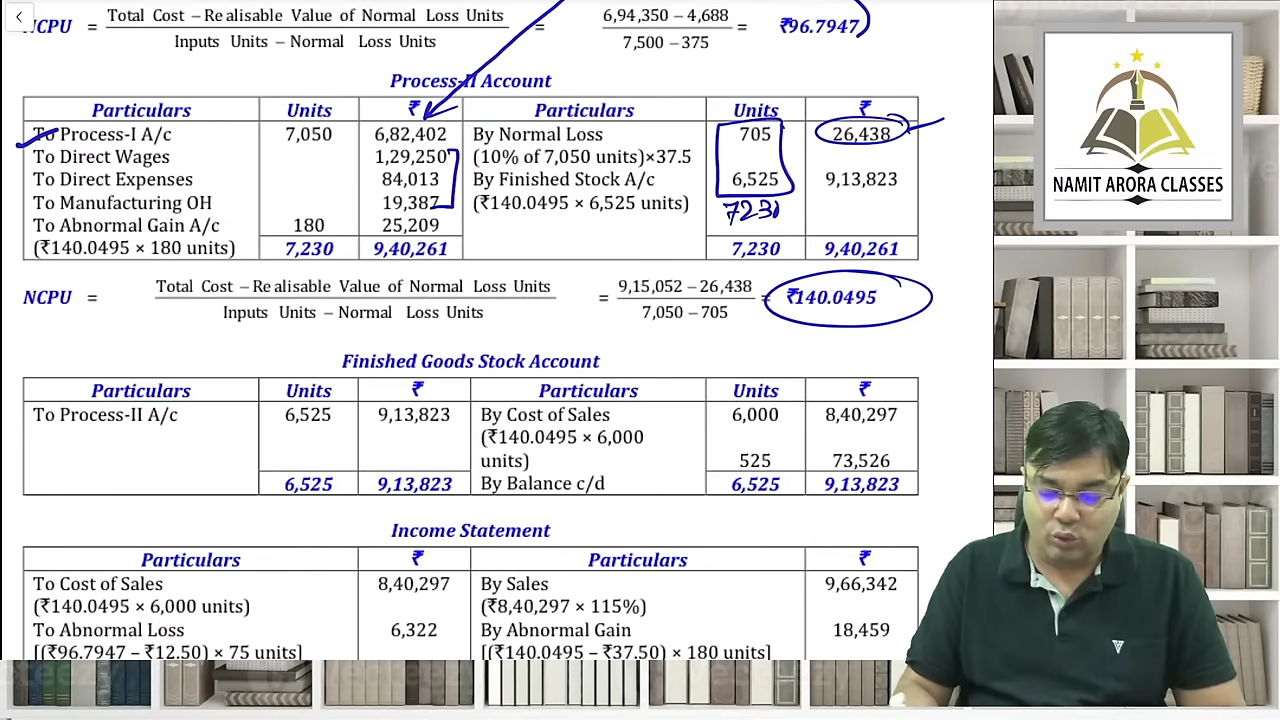 NCPU = Total Cost – Realisable Value of Normal Loss Units / Inputs Units – Normal Loss Units = 6,94,350 – 4,688 / 7,500 – 375 = ₹96.7947
Process-II Account
Particulars Units ₹ Particulars Units ₹
To Process-I A/c 7,050 6,82,402 By Normal Loss 705 26,438
To Direct Wages 1,29,250 (10% of 7,050 units)×37.5
To Direct Expenses 84,013 By Finished Stock A/c 6,525 9,13,823
To Manufacturing OH 19,387 (₹140.0495 × 6,525 units) 7230
To Abnormal Gain A/c 180 25,209
(₹140.0495 × 180 units) 7,230 9,40,261 7,230 9,40,261
NCPU = Total Cost – Realisable Value of Normal Loss Units / Inputs Units – Normal Loss Units = 9,15,052 – 26,438 / 7,050 – 705 = ₹140.0495
Finished Goods Stock Account
Particulars Units ₹ Particulars Units ₹
To Process-II A/c 6,525 9,13,823 By Cost of Sales 6,000 8,40,297
(₹140.0495 × 6,000
units) 525 73,526
6,525 9,13,823 By Balance c/d 6,525 9,13,823
Income Statement
Particulars ₹ Particulars ₹
To Cost of Sales 8,40,297 By Sales 9,66,342
(₹140.0495 × 6,000 units) (₹8,40,297 × 115%)
To Abnormal Loss 6,322 By Abnormal Gain 18,459
[(₹96.7947 – ₹12.50) × 75 units] [(₹140.0495 – ₹37.50) × 180 units]
NAMIT ARORA CLASSES